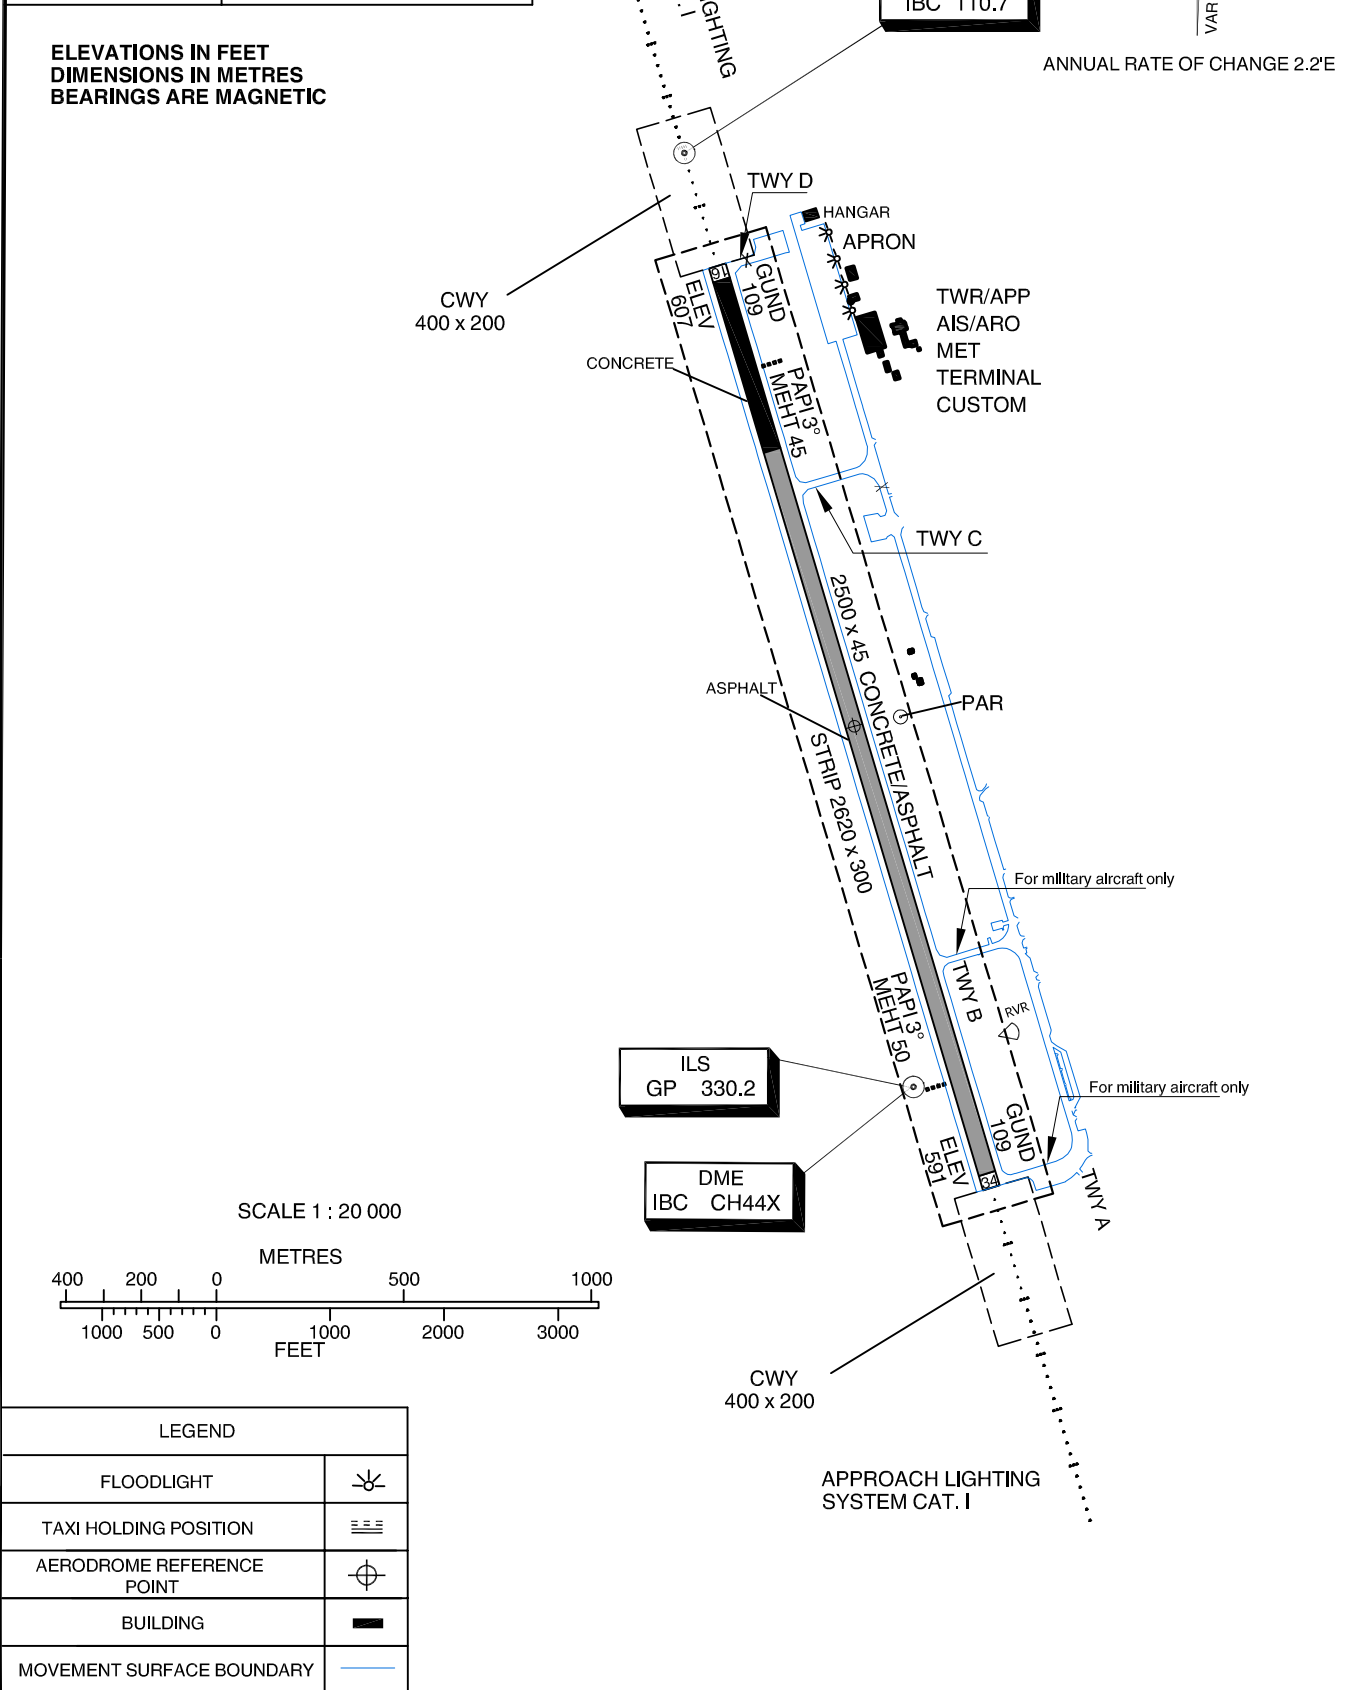 GHTING
. I
IBC 110.7
VAR
ANNUAL RATE OF CHANGE 2.2'E
ELEVATIONS IN FEET
DIMENSIONS IN METRES
BEARINGS ARE MAGNETIC
TWY D
HANGAR
APRON
CWY
400 x 200
16
ELEV
607
GUND
109
TWR/APP
AIS/ARO
MET
TERMINAL
CUSTOM
CONCRETE
PAPI 3°
MEHT 45
TWY C
2500 x 45 CONCRETE/ASPHALT
ASPHALT
PAR
STRIP 2620 x 300
For military aircraft only
TWY B
RVR
PAPI 3°
MEHT 50
ILS
GP 330.2
For military aircraft only
GUND
109
ELEV
591
DME
IBC CH44X
34
TWY A
SCALE 1 : 20 000
METRES
400 200 0 500 1000
1000 500 0 1000 2000 3000
FEET
CWY
400 x 200
APPROACH LIGHTING
SYSTEM CAT. I
LEGEND
FLOODLIGHT
TAXI HOLDING POSITION
AERODROME REFERENCE
POINT
BUILDING
MOVEMENT SURFACE BOUNDARY